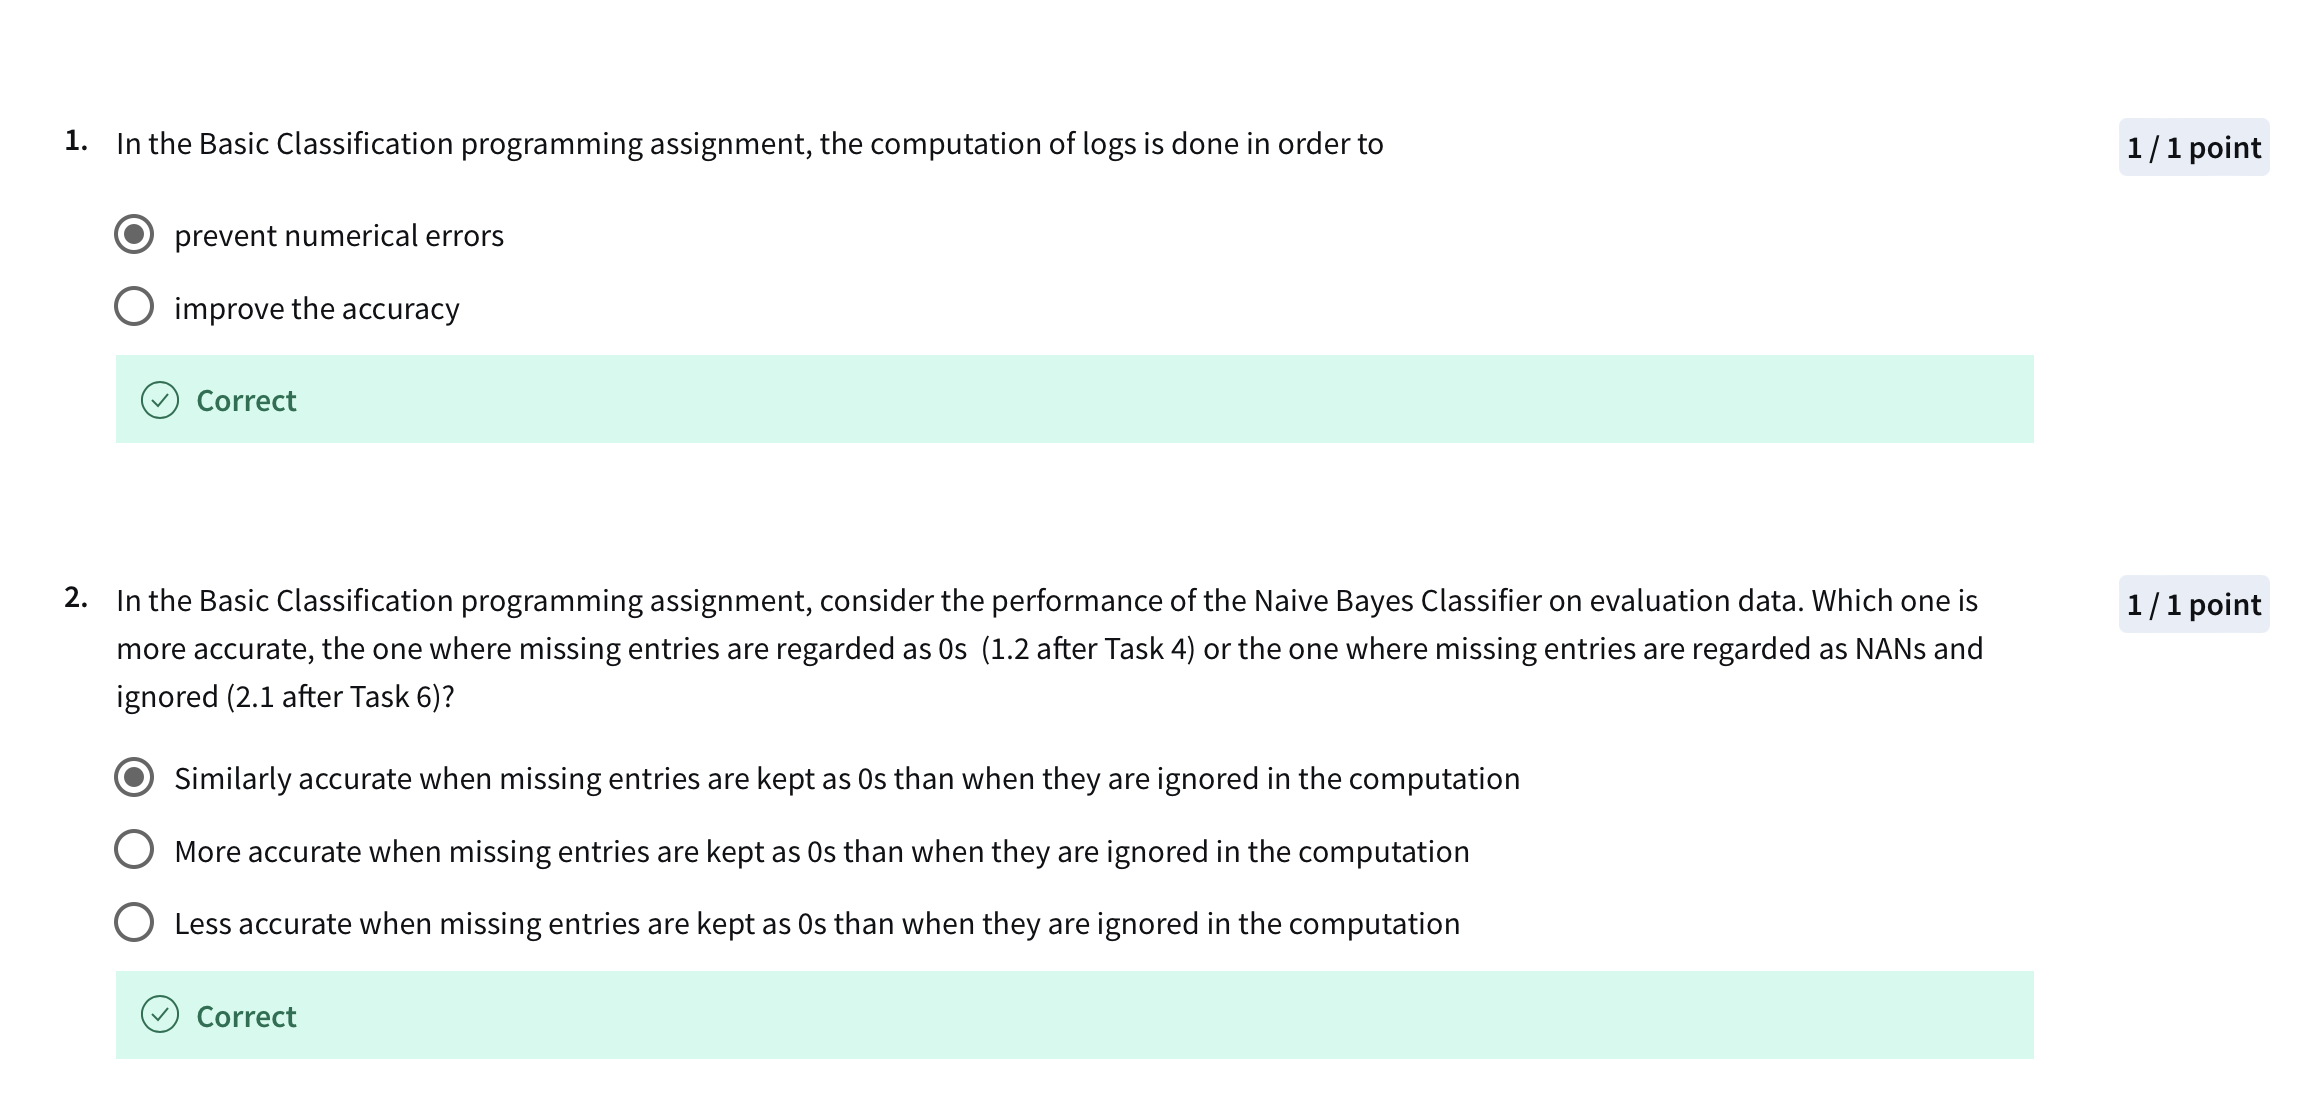 1. In the Basic Classification programming assignment, the computation of logs is done in order to
1 / 1 point
prevent numerical errors
improve the accuracy
Correct
2. In the Basic Classification programming assignment, consider the performance of the Naive Bayes Classifier on evaluation data. Which one is
1 / 1 point
more accurate, the one where missing entries are regarded as 0s (1.2 after Task 4) or the one where missing entries are regarded as NANs and
ignored (2.1 after Task 6)?
Similarly accurate when missing entries are kept as 0s than when they are ignored in the computation
More accurate when missing entries are kept as 0s than when they are ignored in the computation
Less accurate when missing entries are kept as 0s than when they are ignored in the computation
Correct